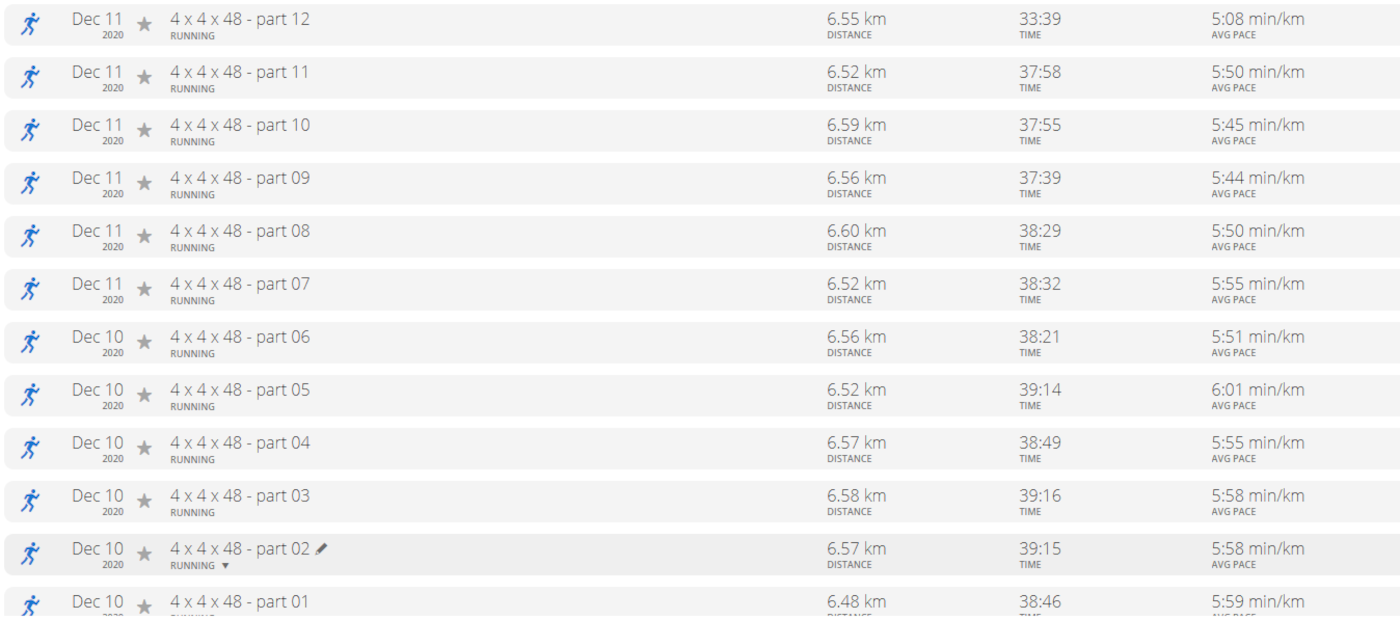 Dec 11 4 x 4 x 48 - part 12 6.55 km 33:39 5:08 min/km
2020 RUNNING DISTANCE TIME AVG PACE
Dec 11 4 x 4 x 48 - part 11 6.52 km 37:58 5:50 min/km
2020 RUNNING DISTANCE TIME AVG PACE
Dec 11 4 x 4 x 48 - part 10 6.59 km 37:55 5:45 min/km
2020 RUNNING DISTANCE TIME AVG PACE
Dec 11 4 x 4 x 48 - part 09 6.56 km 37:39 5:44 min/km
2020 RUNNING DISTANCE TIME AVG PACE
Dec 11 4 x 4 x 48 - part 08 6.60 km 38:29 5:50 min/km
2020 RUNNING DISTANCE TIME AVG PACE
Dec 11 4 x 4 x 48 - part 07 6.52 km 38:32 5:55 min/km
2020 RUNNING DISTANCE TIME AVG PACE
Dec 10 4 x 4 x 48 - part 06 6.56 km 38:21 5:51 min/km
2020 RUNNING DISTANCE TIME AVG PACE
Dec 10 4 x 4 x 48 - part 05 6.52 km 39:14 6:01 min/km
2020 RUNNING DISTANCE TIME AVG PACE
Dec 10 4 x 4 x 48 - part 04 6.57 km 38:49 5:55 min/km
2020 RUNNING DISTANCE TIME AVG PACE
Dec 10 4 x 4 x 48 - part 03 6.58 km 39:16 5:58 min/km
2020 RUNNING DISTANCE TIME AVG PACE
Dec 10 4 x 4 x 48 - part 02 6.57 km 39:15 5:58 min/km
2020 RUNNING DISTANCE TIME AVG PACE
Dec 10 4 x 4 x 48 - part 01 6.48 km 38:46 5:59 min/km